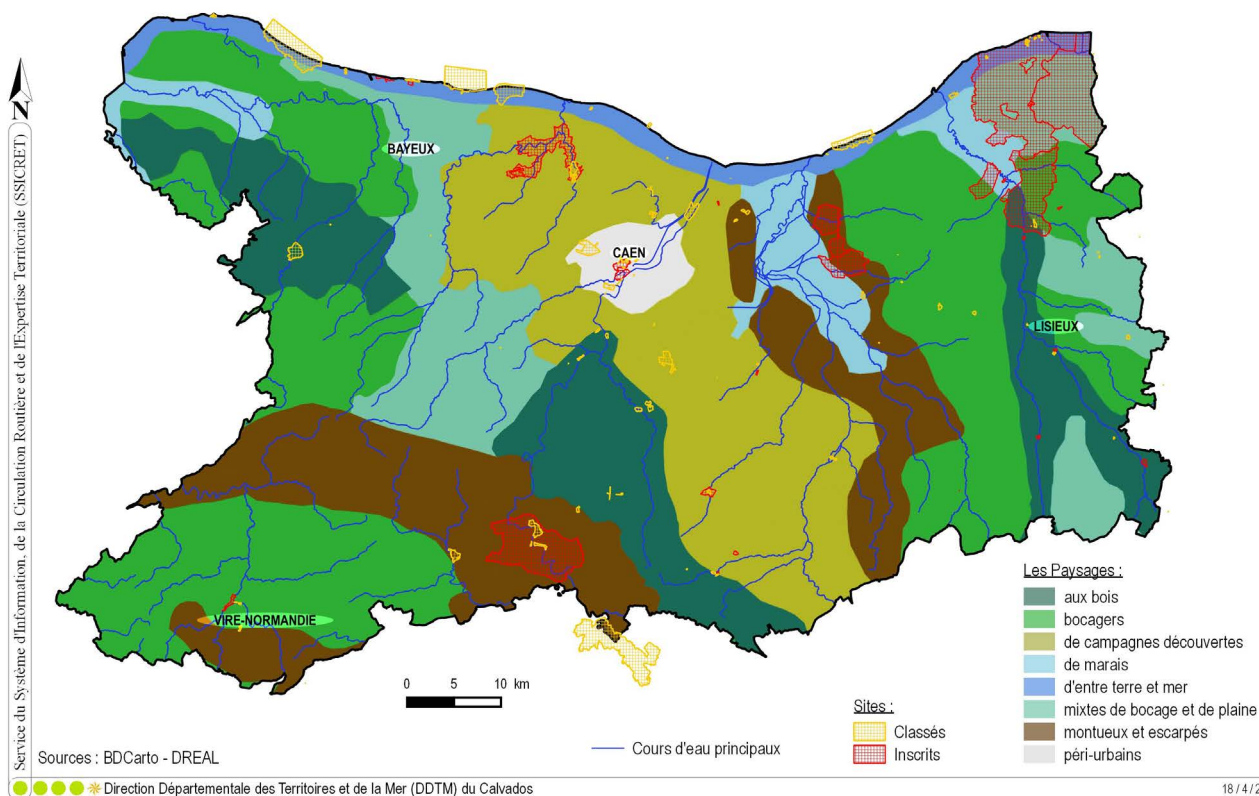 N
Service du Système d'Information, de la Circulation Routière et de l'Expertise Territoriale (SSICRET)
BAYEUX
CAEN
LISIEUX
VIRE-NORMANDIE
0 5 10 km
Les Paysages :
aux bois
bocagers
de campagnes découvertes
de marais
d'entre terre et mer
mixtes de bocage et de plaine
montueux et escarpés
péri-urbains
Sites :
Classés
Inscrits
Cours d'eau principaux
Sources : BDCarto - DREAL
Direction Départementale des Territoires et de la Mer (DDTM) du Calvados
18 / 4 / 2